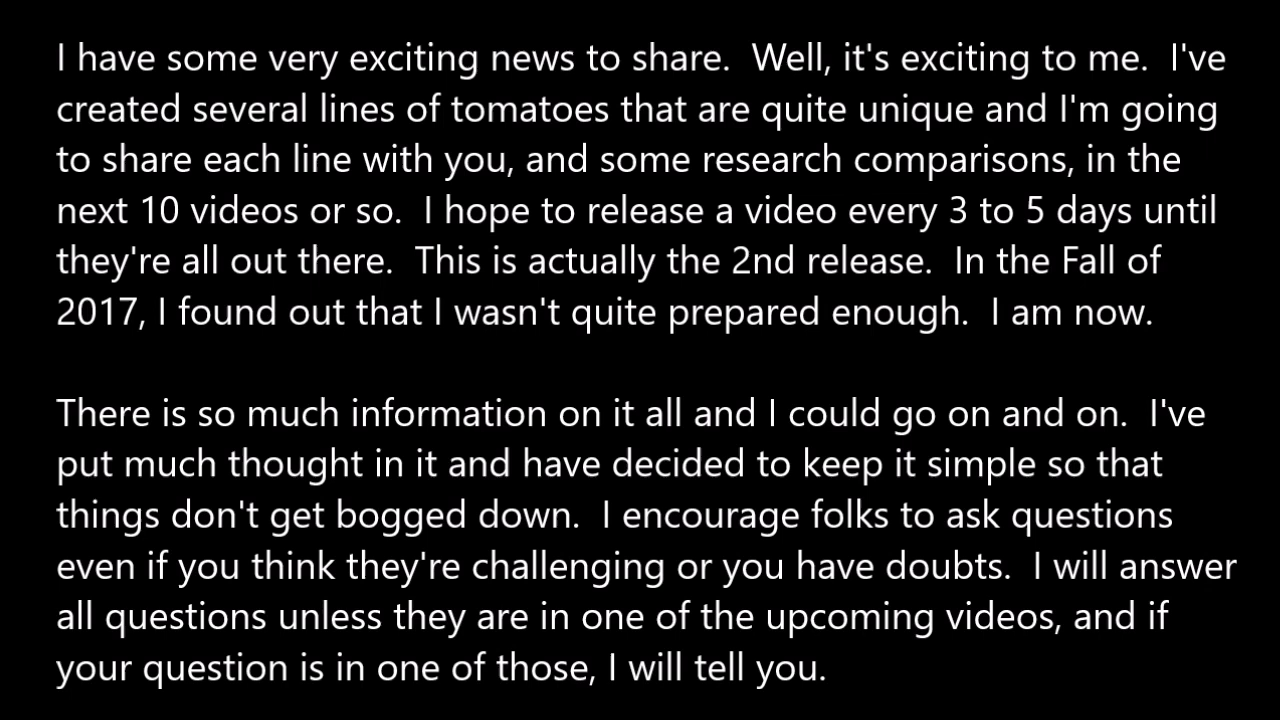 I have some very exciting news to share.  Well, it's exciting to me.  I've
created several lines of tomatoes that are quite unique and I'm going
to share each line with you, and some research comparisons, in the
next 10 videos or so.  I hope to release a video every 3 to 5 days until
they're all out there.  This is actually the 2nd release.  In the Fall of
2017, I found out that I wasn't quite prepared enough.  I am now.
There is so much information on it all and I could go on and on.  I've
put much thought in it and have decided to keep it simple so that
things don't get bogged down.  I encourage folks to ask questions
even if you think they're challenging or you have doubts.  I will answer
all questions unless they are in one of the upcoming videos, and if
your question is in one of those, I will tell you.